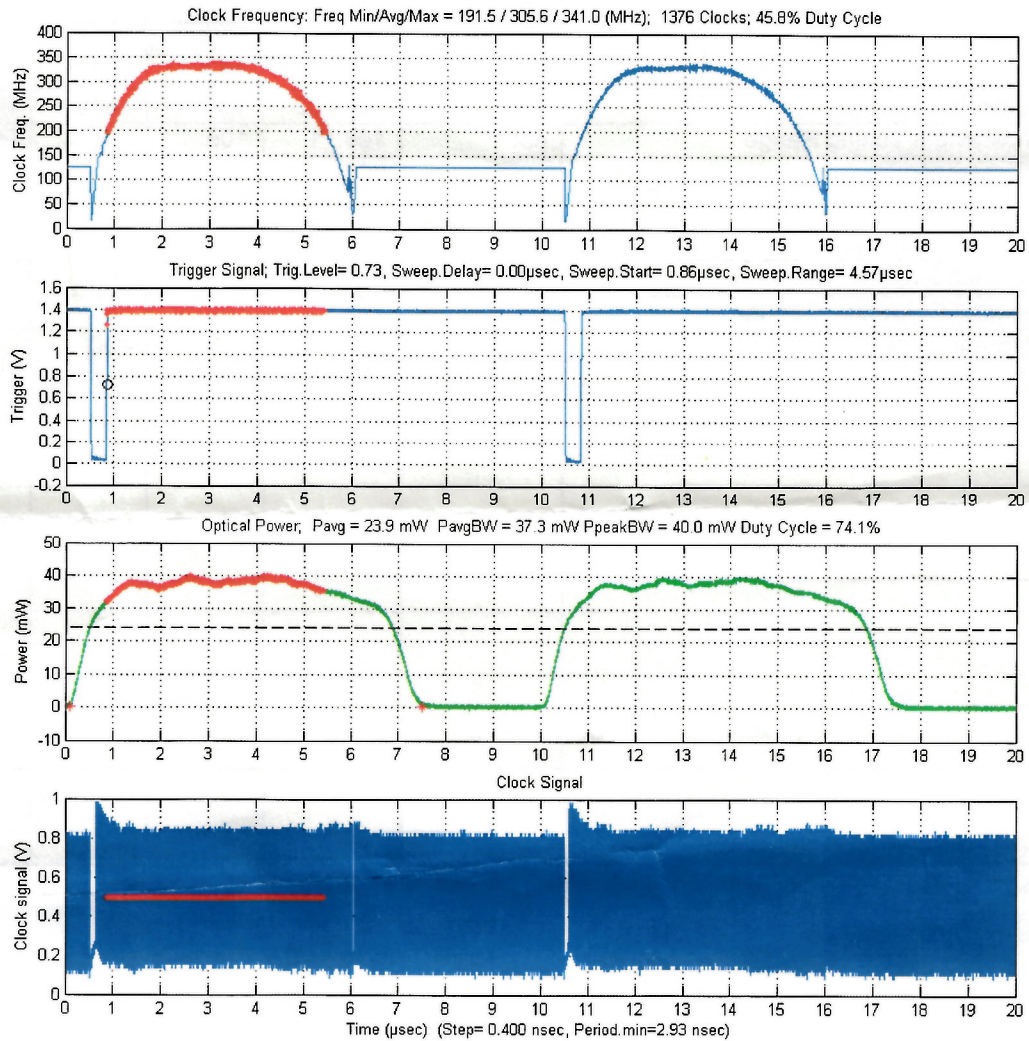 Clock Frequency: Freq Min/Avg/Max = 191.5 / 305.6 / 341.0 (MHz); 1376 Clocks; 45.8% Duty Cycle
400
350
300
250
200
150
100
50
0
Clock Freq. (MHz)
0 1 2 3 4 5 6 7 8 9 10 11 12 13 14 15 16 17 18 19 20
Trigger Signal; Trig.Level= 0.73, Sweep.Delay= 0.00µsec, Sweep.Start= 0.86µsec, Sweep.Range= 4.57µsec
1.6
1.4
1.2
1
0.8
0.6
0.4
0.2
0
-0.2
Trigger (V)
0 1 2 3 4 5 6 7 8 9 10 11 12 13 14 15 16 17 18 19 20
Optical Power; Pavg = 23.9 mW PavgBW = 37.3 mW PpeakBW = 40.0 mW Duty Cycle = 74.1%
50
40
30
20
10
0
-10
Power (mW)
0 1 2 3 4 5 6 7 8 9 10 11 12 13 14 15 16 17 18 19 20
Clock Signal
1
0.8
0.6
0.4
0.2
0
Clock signal (V)
0 1 2 3 4 5 6 7 8 9 10 11 12 13 14 15 16 17 18 19 20
Time (µsec) (Step= 0.400 nsec, Period.min=2.93 nsec)